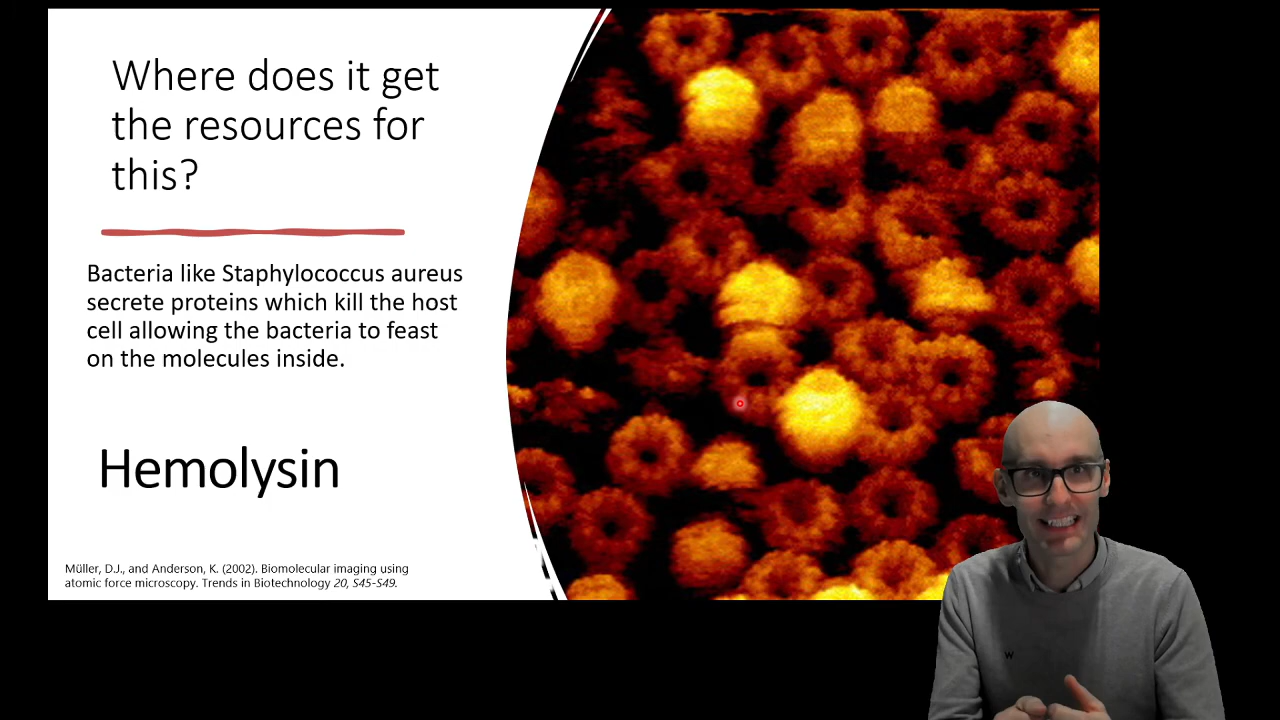 Where does it get
the resources for
this?
Bacteria like Staphylococcus aureus
secrete proteins which kill the host
cell allowing the bacteria to feast
on the molecules inside.
Hemolysin
Müller, D.J., and Anderson, K. (2002). Biomolecular imaging using
atomic force microscopy. Trends in Biotechnology 20, S45-S49.
W